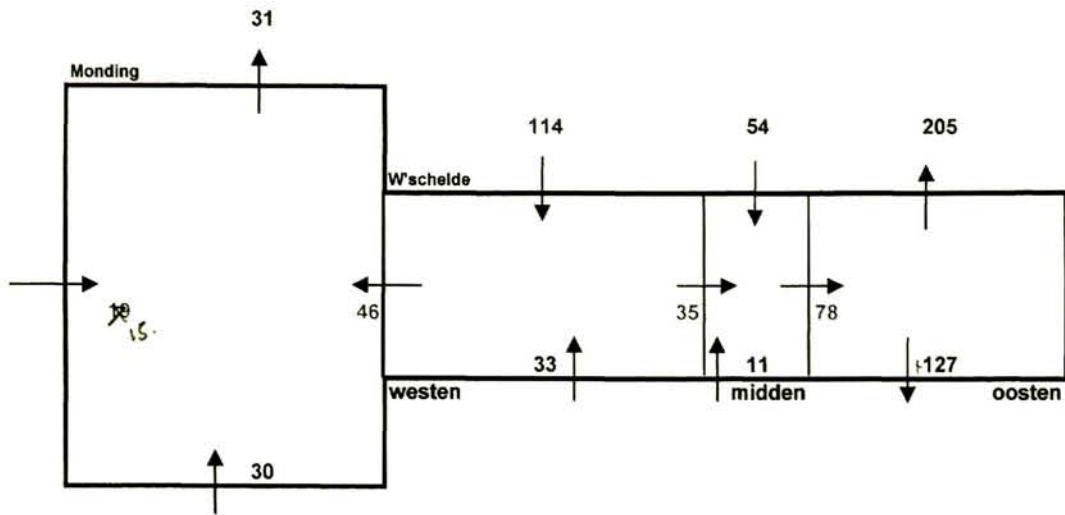 31
Monding
114 54 205
W'schelde
15.
46 35 78
33 11 127
westen midden oosten
30